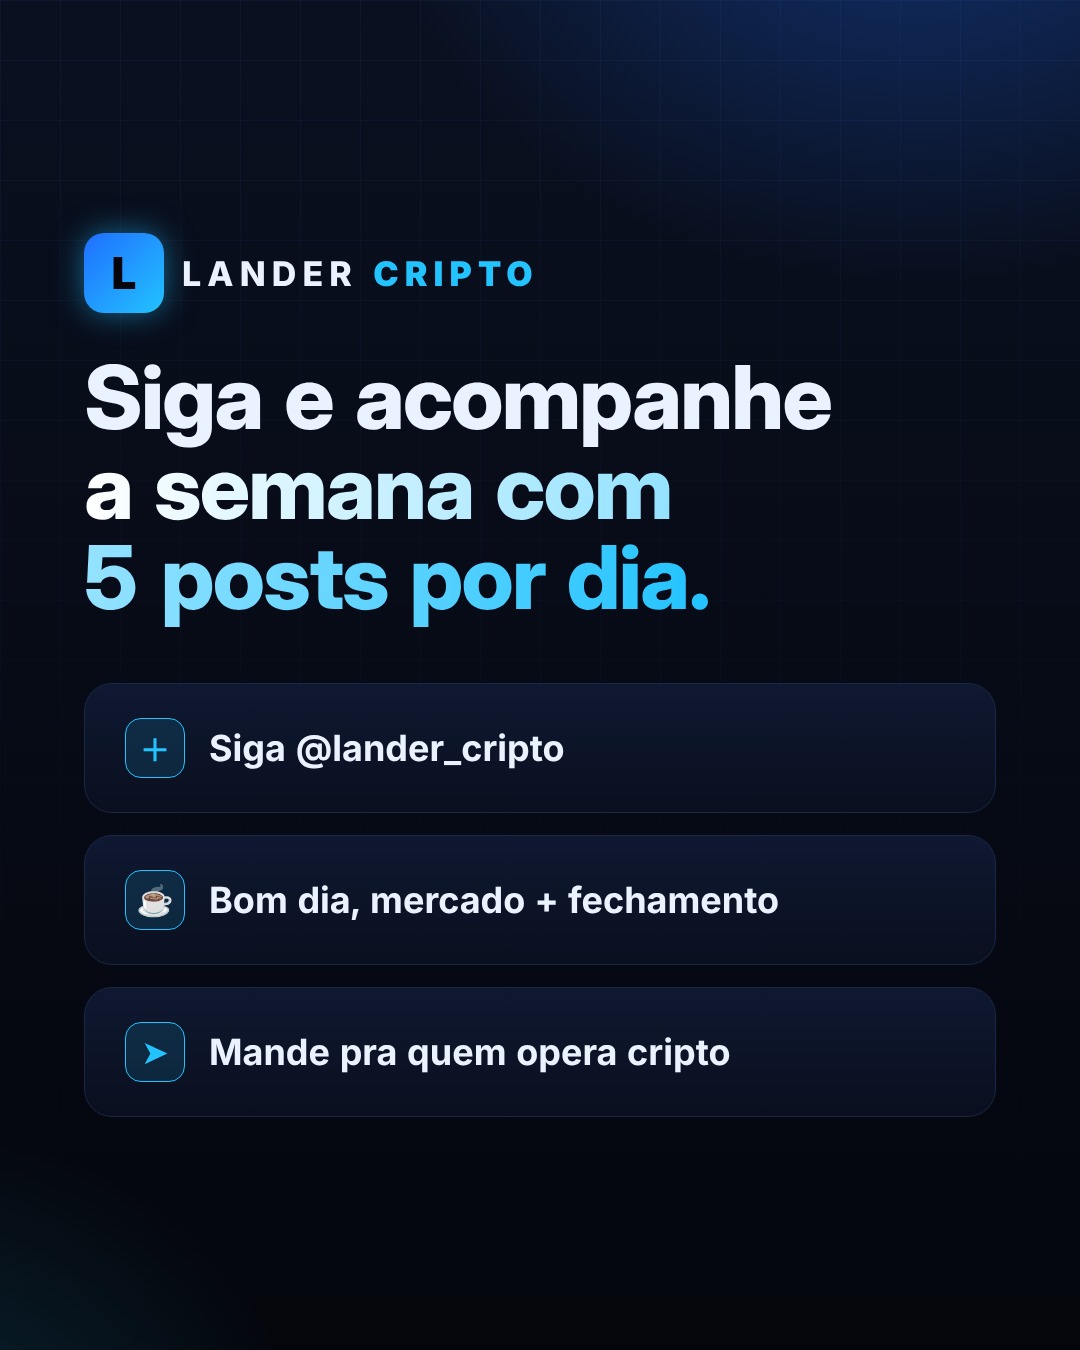 L
LANDER CRIPTO
Siga e acompanhe
a semana com
5 posts por dia.
Siga @lander_cripto
Bom dia, mercado + fechamento
Mande pra quem opera cripto